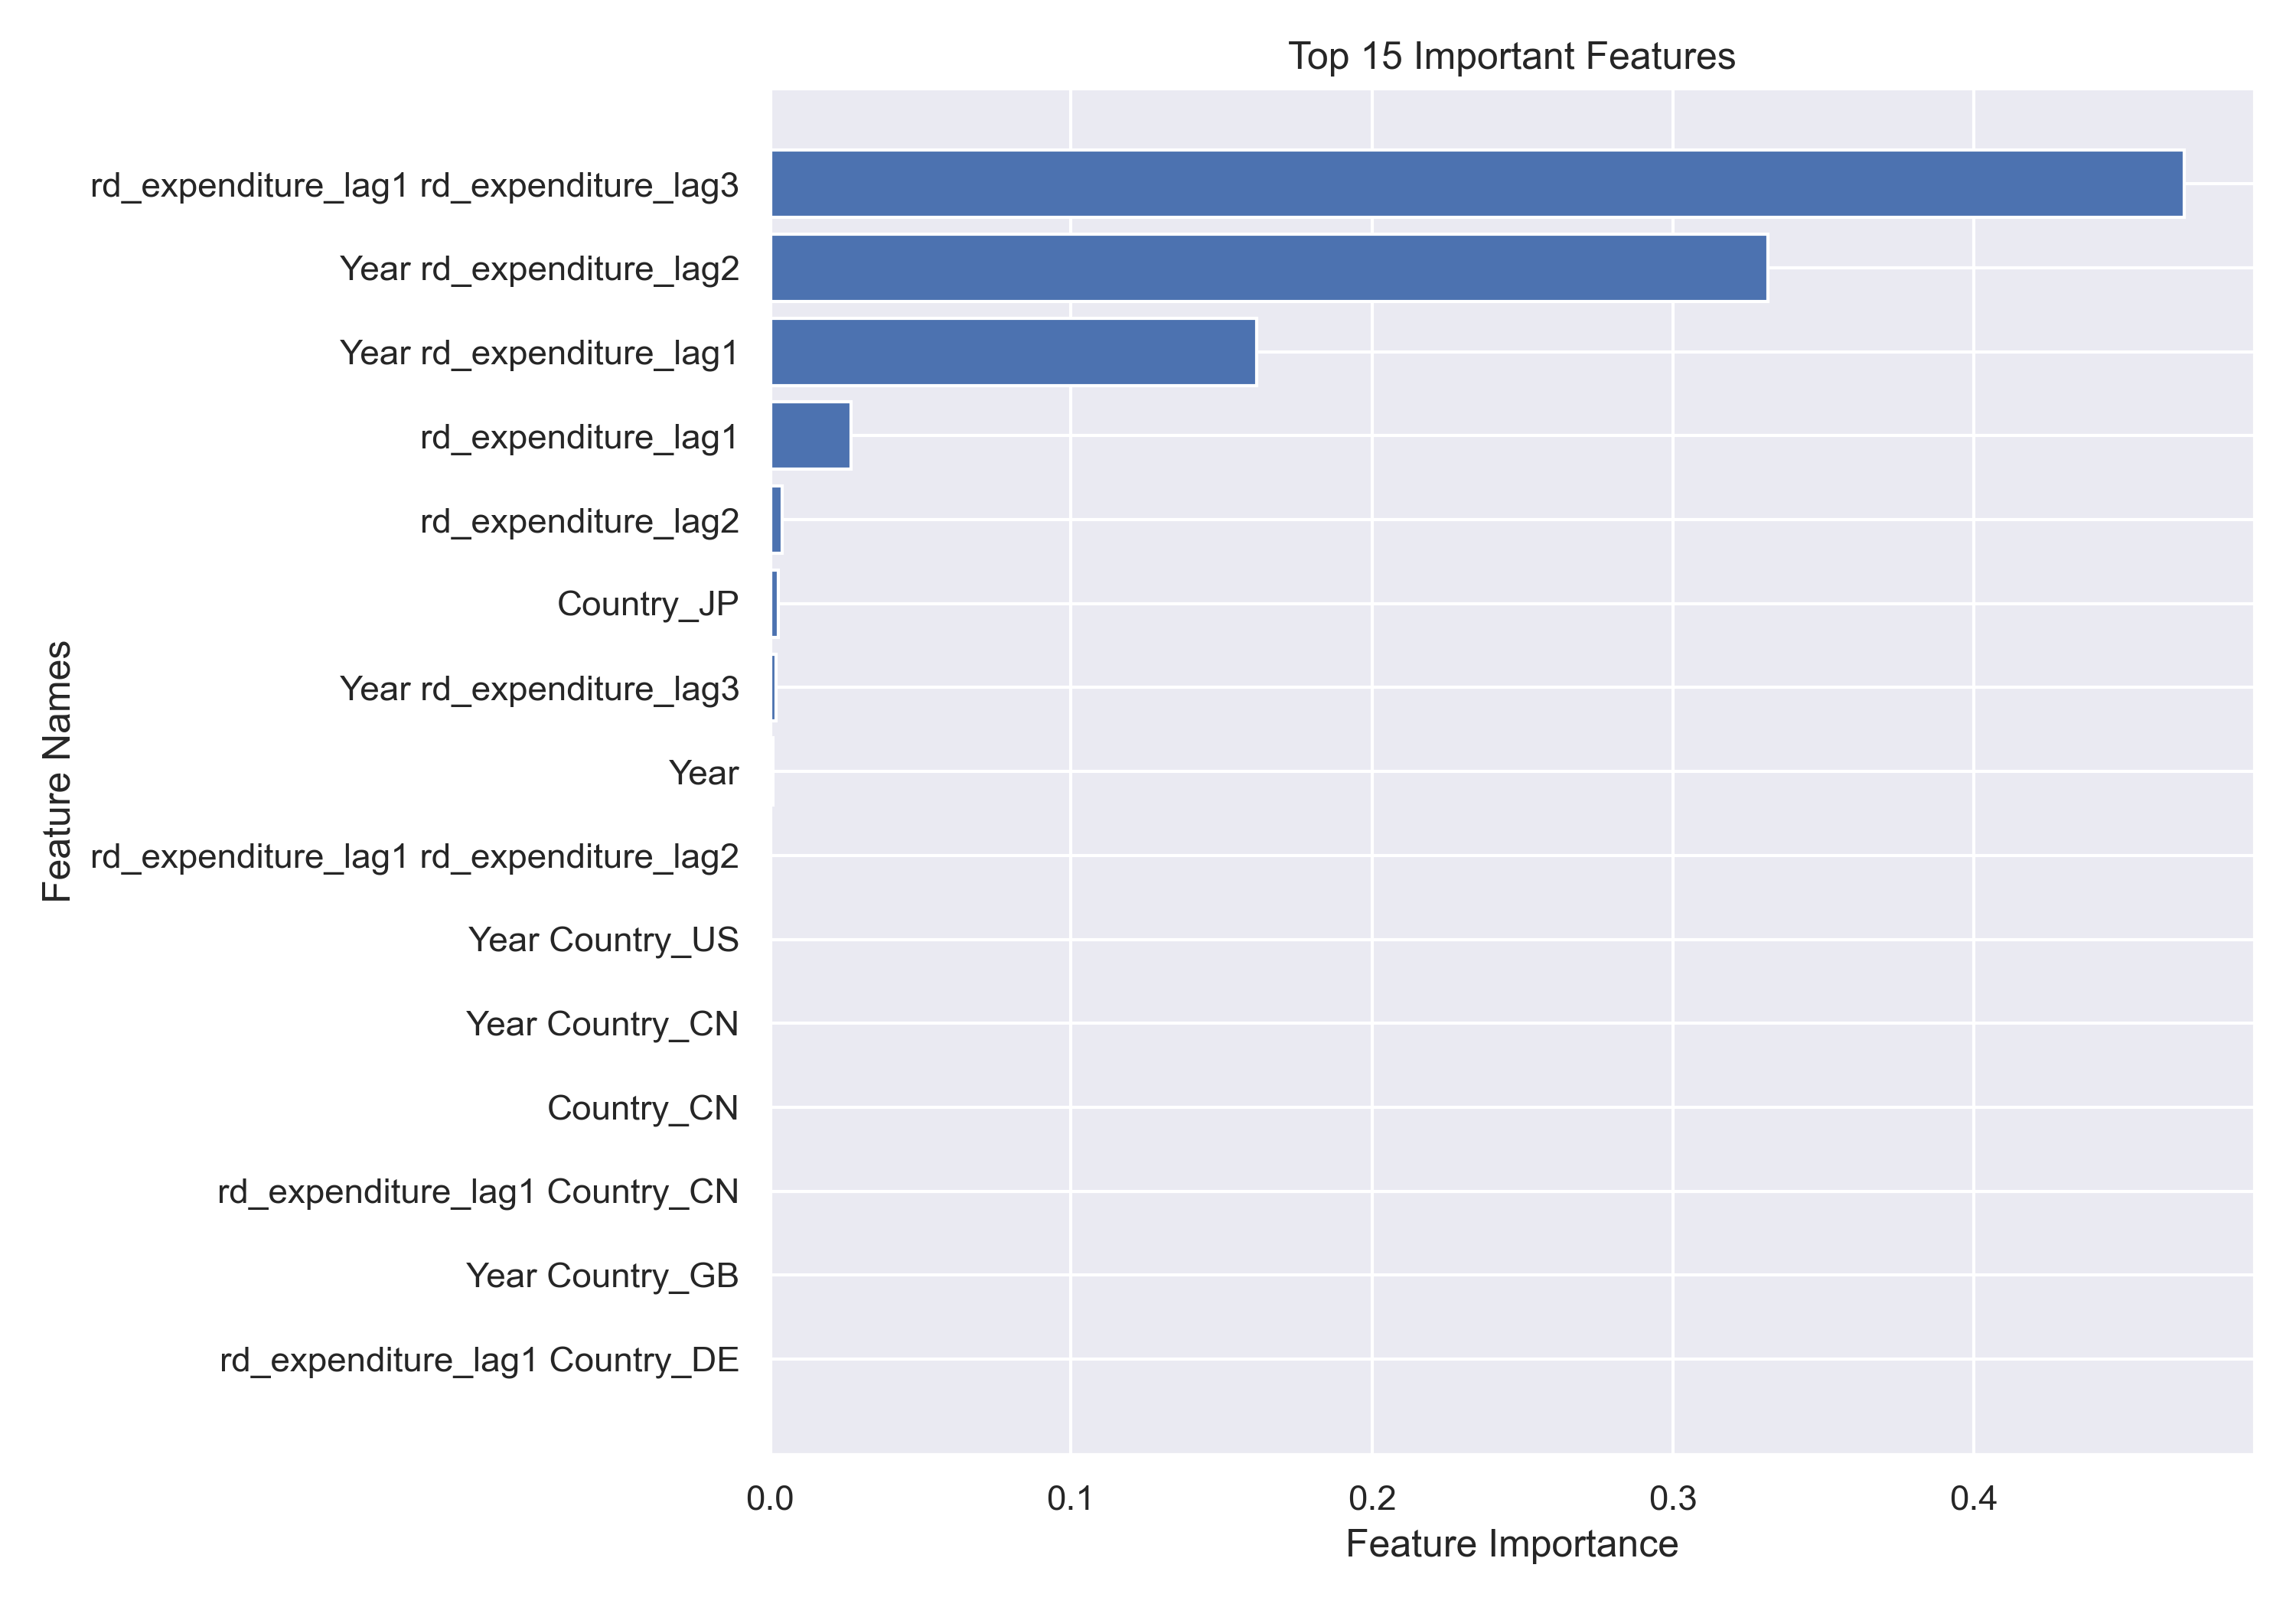 Top 15 Important Features
rd_expenditure_lag1 rd_expenditure_lag3
Year rd_expenditure_lag2
Year rd_expenditure_lag1
rd_expenditure_lag1
rd_expenditure_lag2
Country_JP
Year rd_expenditure_lag3
Year
rd_expenditure_lag1 rd_expenditure_lag2
Year Country_US
Year Country_CN
Country_CN
rd_expenditure_lag1 Country_CN
Year Country_GB
rd_expenditure_lag1 Country_DE
Feature Names
0.0 0.1 0.2 0.3 0.4
Feature Importance